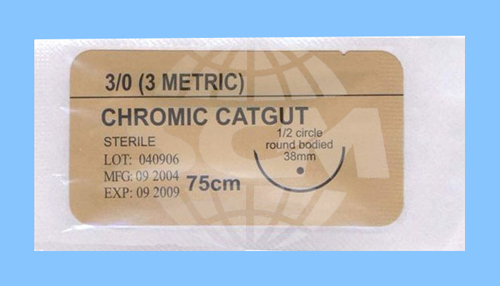 3/0 (3 METRIC)
CHROMIC CATGUT
STERILE
LOT: 040906
MFG: 09 2004
EXP: 09 2009
75cm
1/2 circle
round bodied
38mm
SCM